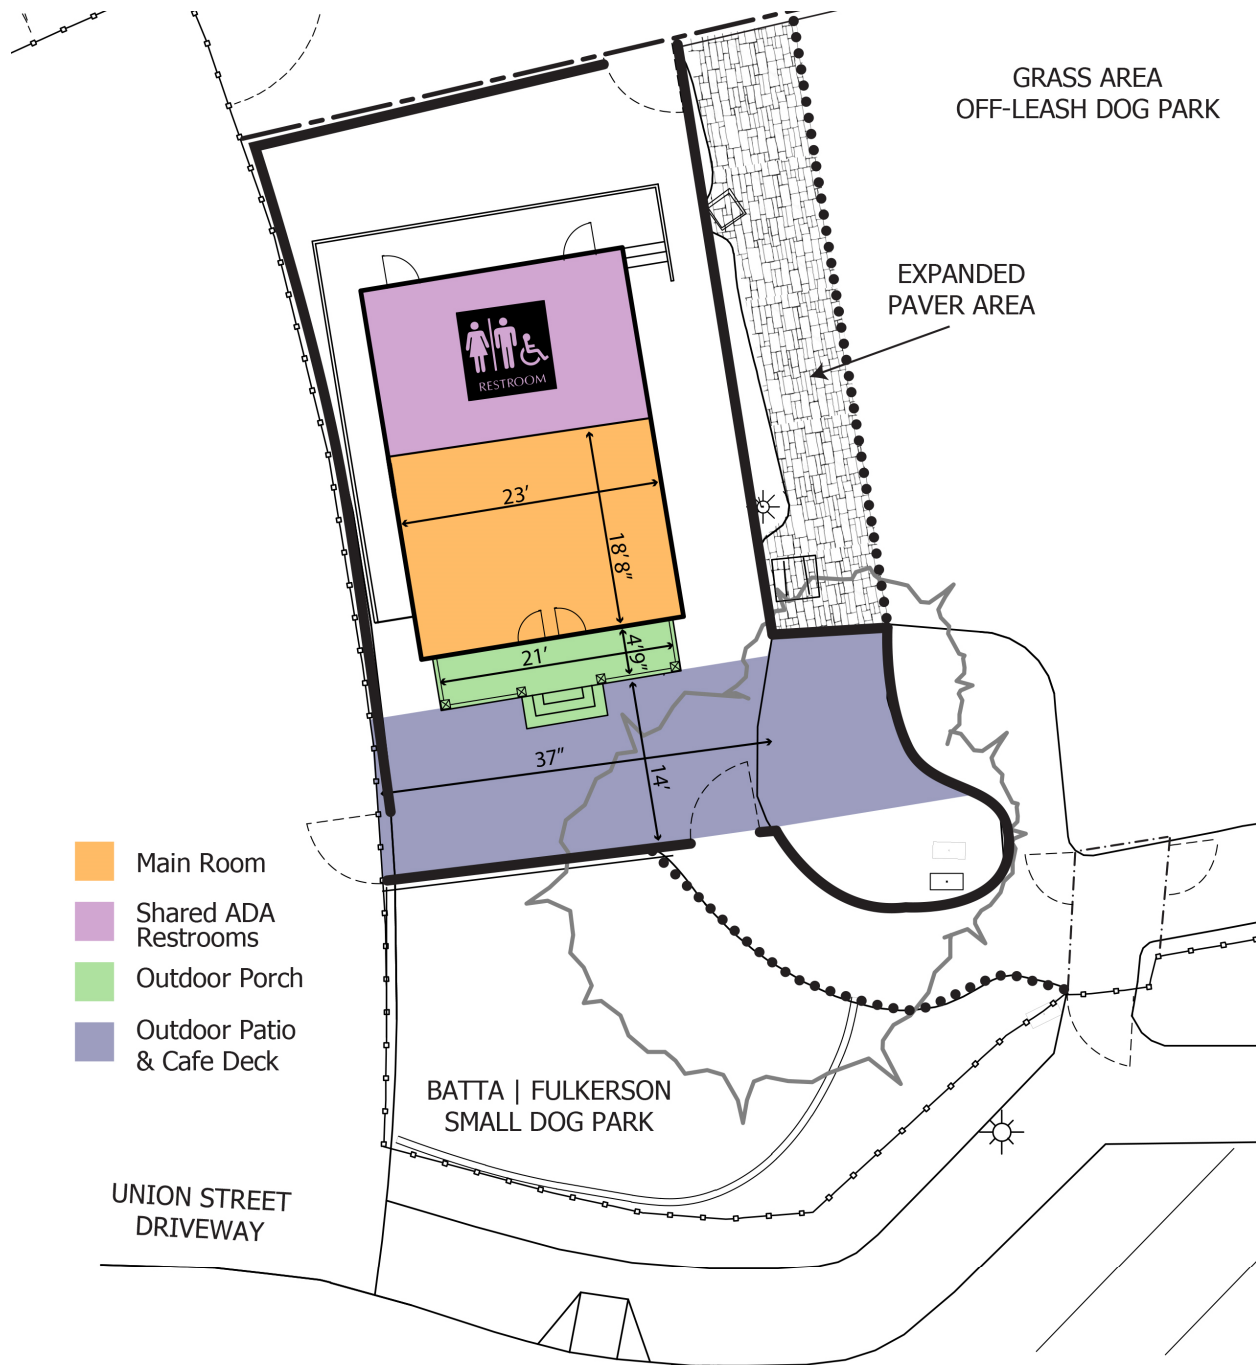 GRASS AREA
OFF-LEASH DOG PARK
EXPANDED
PAVER AREA
RESTROOM
23′
18′8″
21′
4′9″
37″
14′
Main Room
Shared ADA
Restrooms
Outdoor Porch
Outdoor Patio
& Cafe Deck
BATTA | FULKERSON
SMALL DOG PARK
UNION STREET
DRIVEWAY